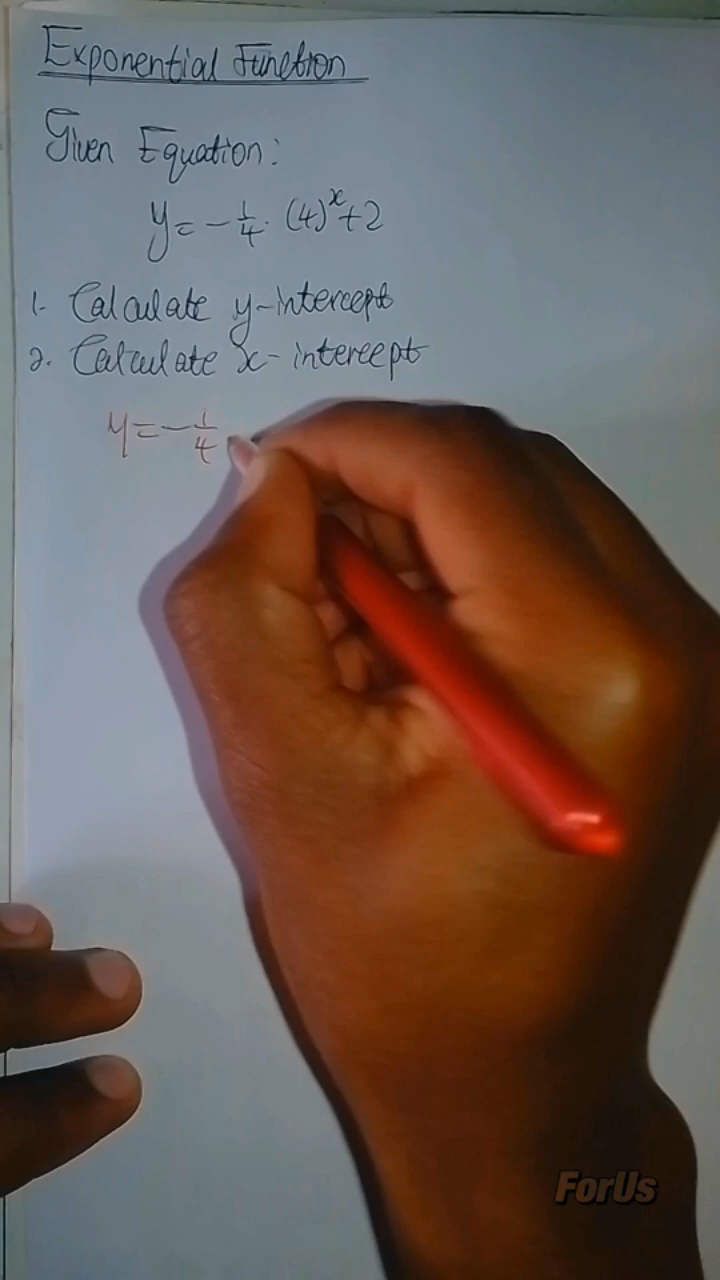 Exponential Function
Given Equation:
y = - 1/4 . (4)^x + 2
1. Calculate y-intercept
2. Calculate x-intercept
y = - 1/4
ForUs